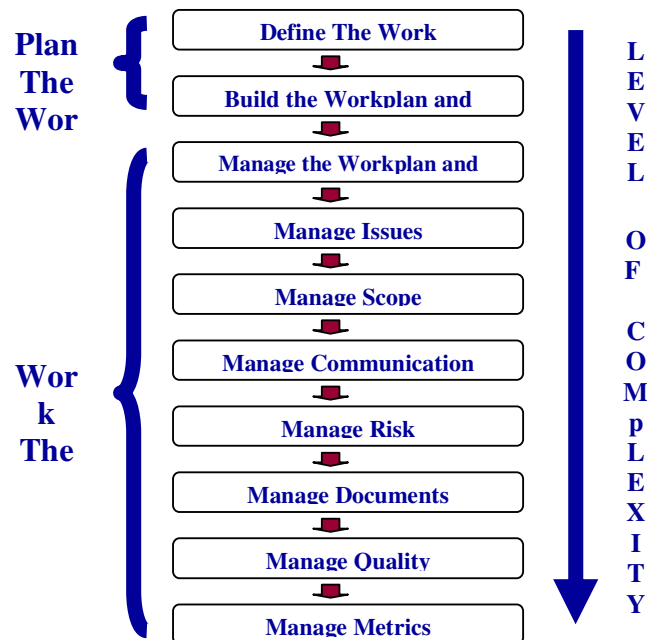 Plan
The
Wor
Define The Work
Build the Workplan and
Manage the Workplan and
Manage Issues
Manage Scope
Manage Communication
Manage Risk
Manage Documents
Manage Quality
Manage Metrics
Wor
k
The
L
E
V
E
L
O
F
C
O
M
p
L
E
X
I
T
Y